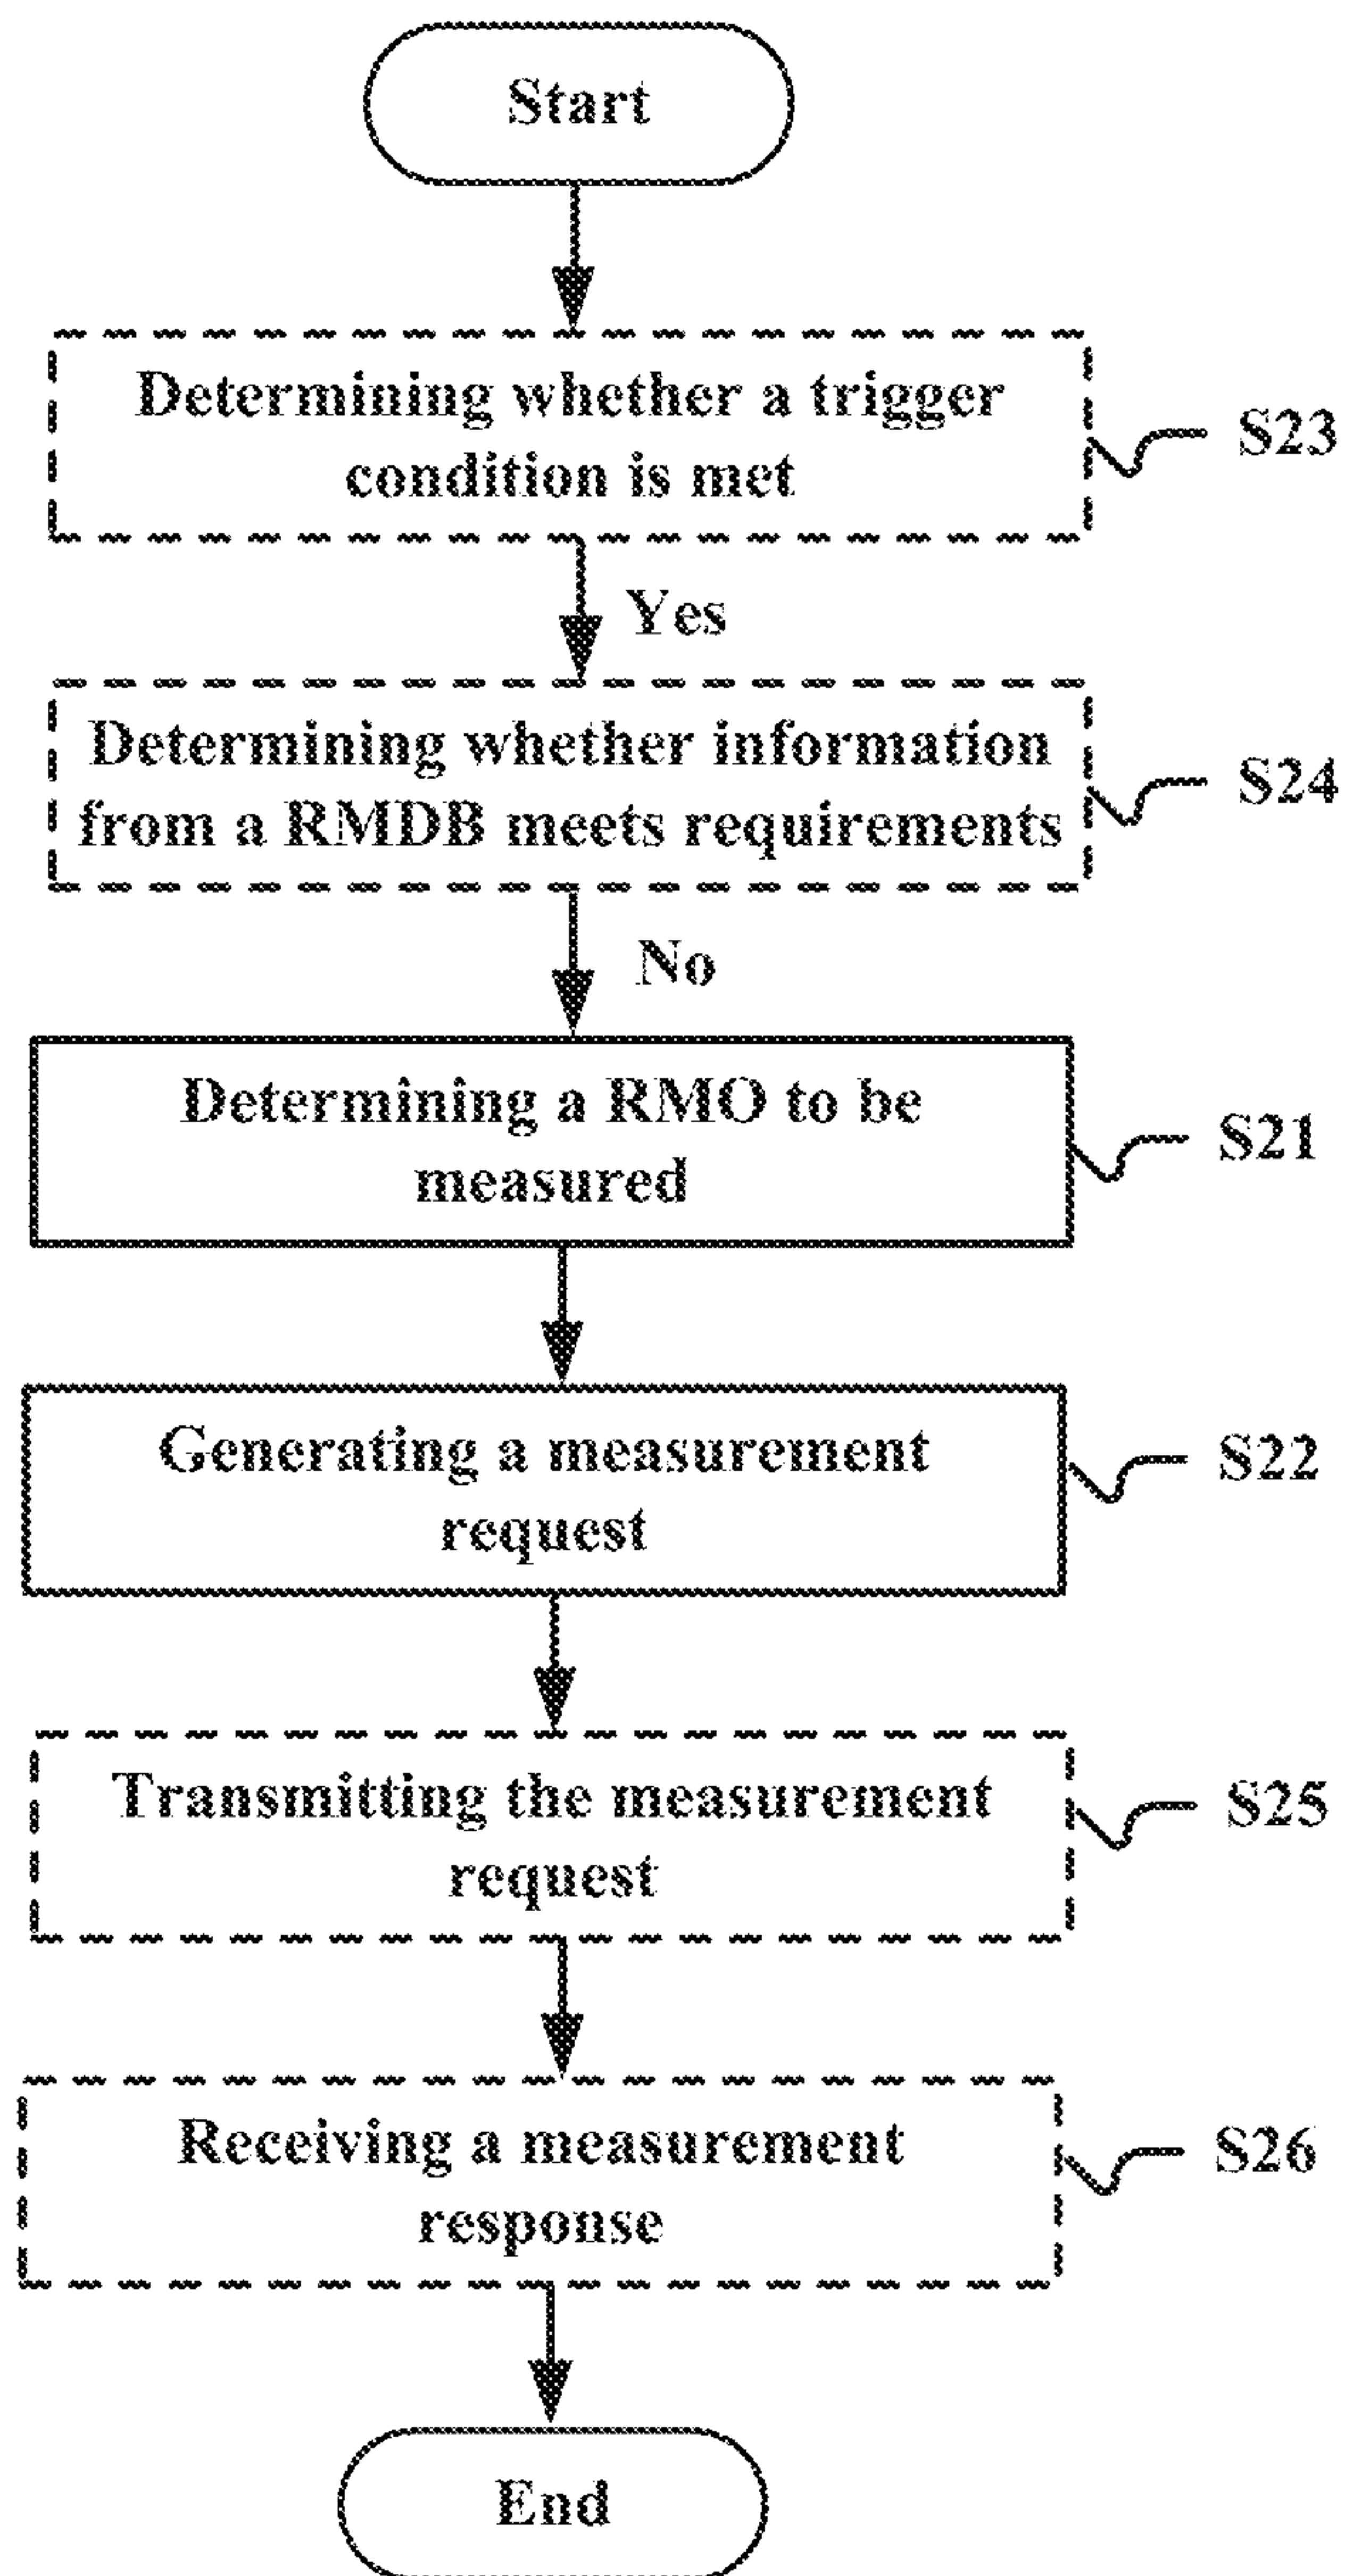 Start
Determining whether a trigger
condition is met
S23
Yes
Determining whether information
from a RMDB meets requirements
S24
No
Determining a RMO to be
measured
S21
Generating a measurement
request
S22
Transmitting the measurement
request
S25
Receiving a measurement
response
S26
End